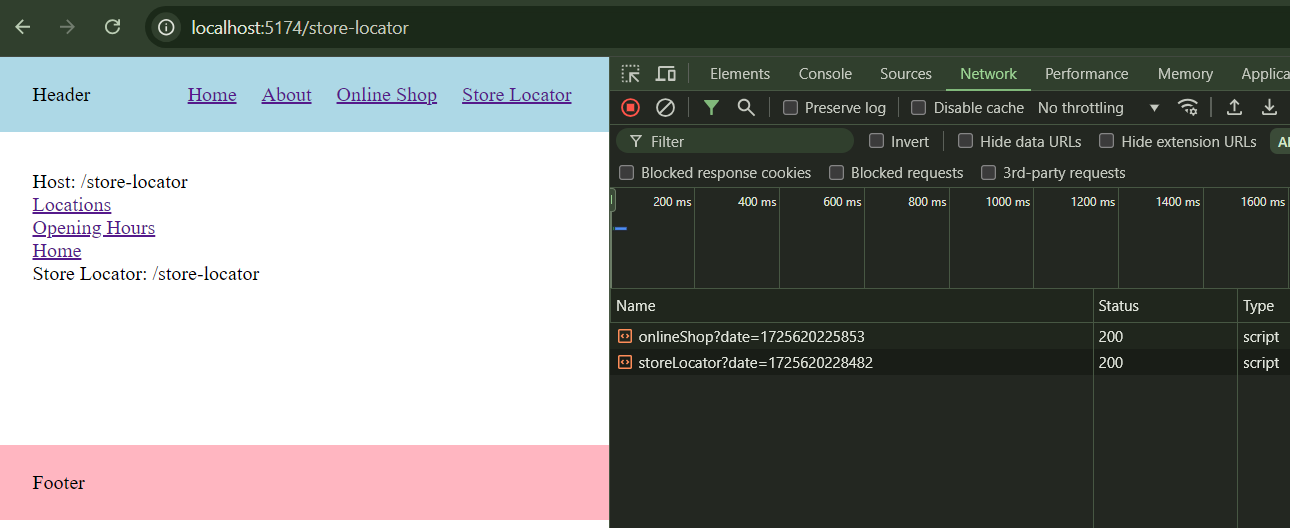 localhost:5174/store-locator
Header Home About Online Shop Store Locator
Host: /store-locator
Locations
Opening Hours
Home
Store Locator: /store-locator
Footer
Elements Console Sources Network Performance Memory Applica
Preserve log Disable cache No throttling
Filter Invert Hide data URLs Hide extension URLs Al
Blocked response cookies Blocked requests 3rd-party requests
200 ms 400 ms 600 ms 800 ms 1000 ms 1200 ms 1400 ms 1600 ms
Name Status Type
onlineShop?date=1725620225853 200 script
storeLocator?date=1725620228482 200 script